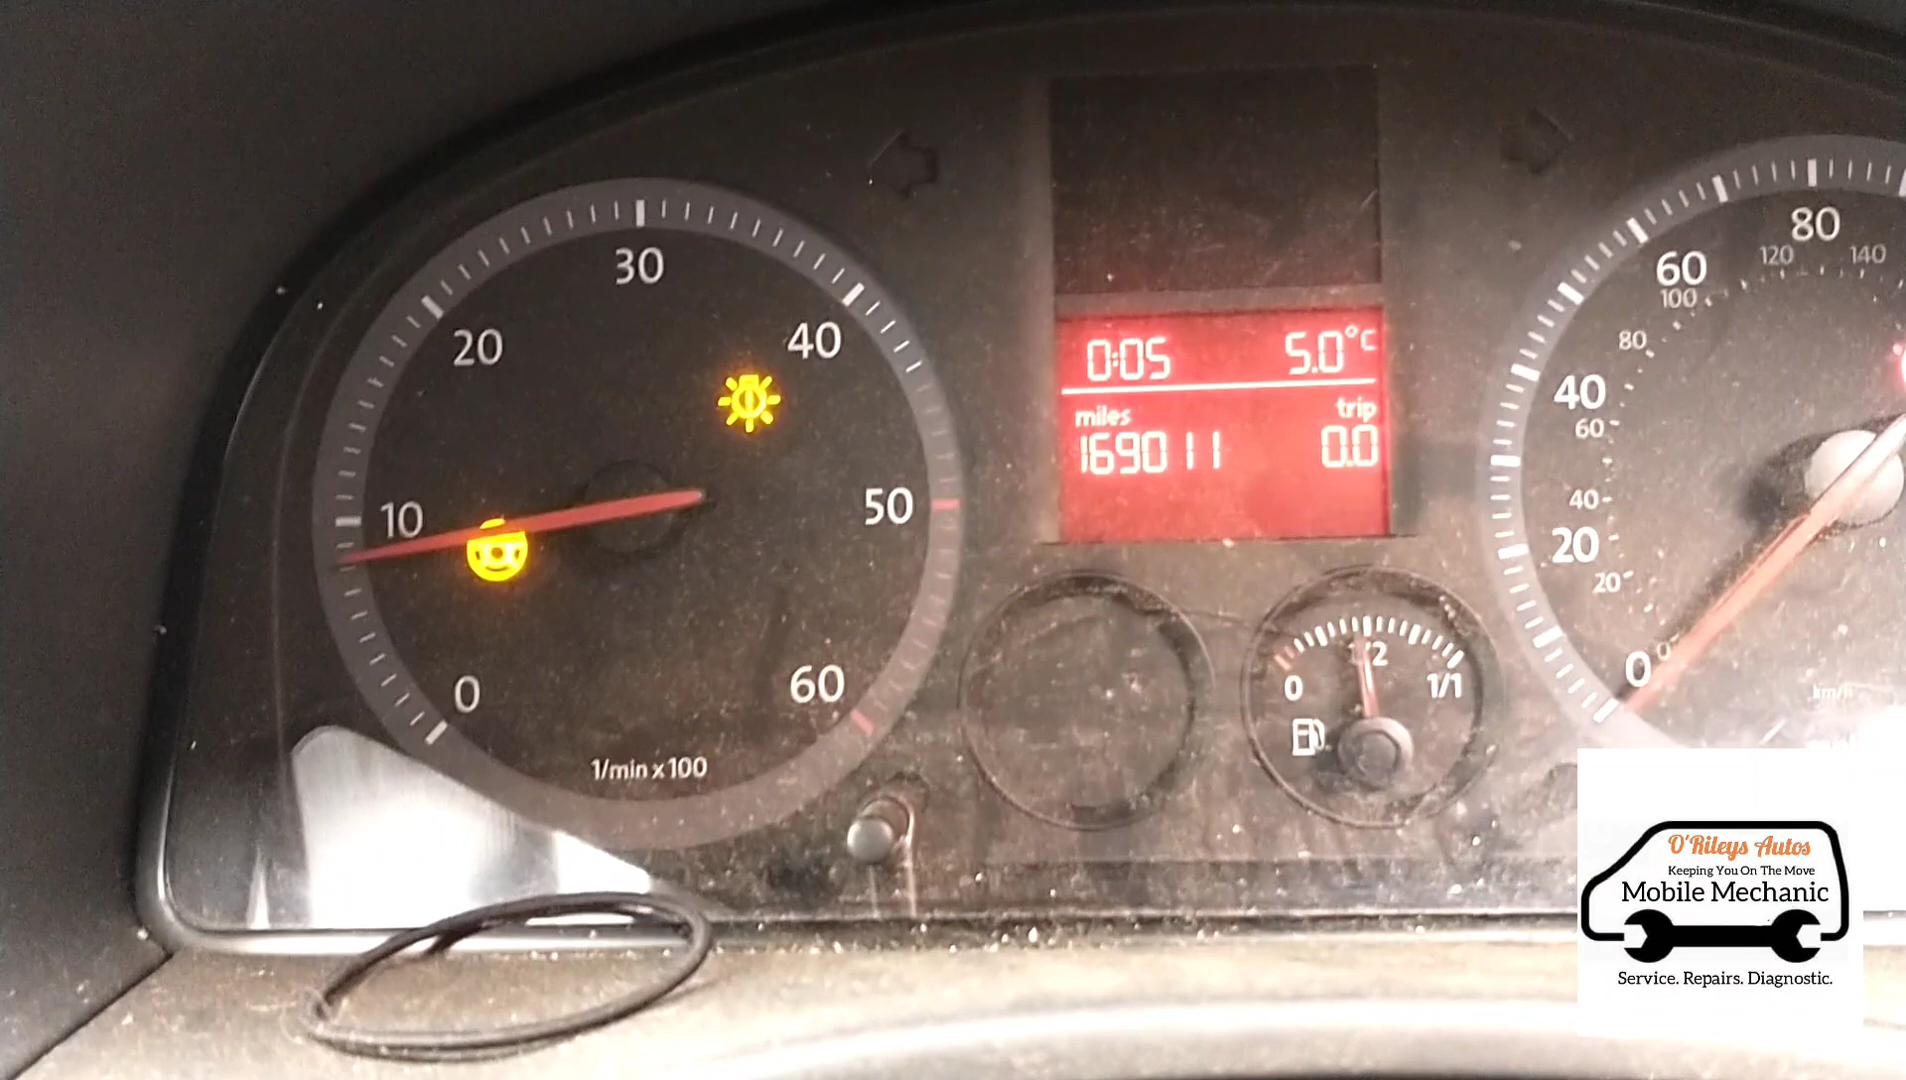 30
20
40
10
50
0
60
1/min x 100
0:05 5.0°C
miles trip
169011 0.0
1/2
0 1/1
80
60 120 140
100
80
40
60
40
20
20
0 0
km/h
O'Rileys Autos
Keeping You On The Move
Mobile Mechanic
Service. Repairs. Diagnostic.